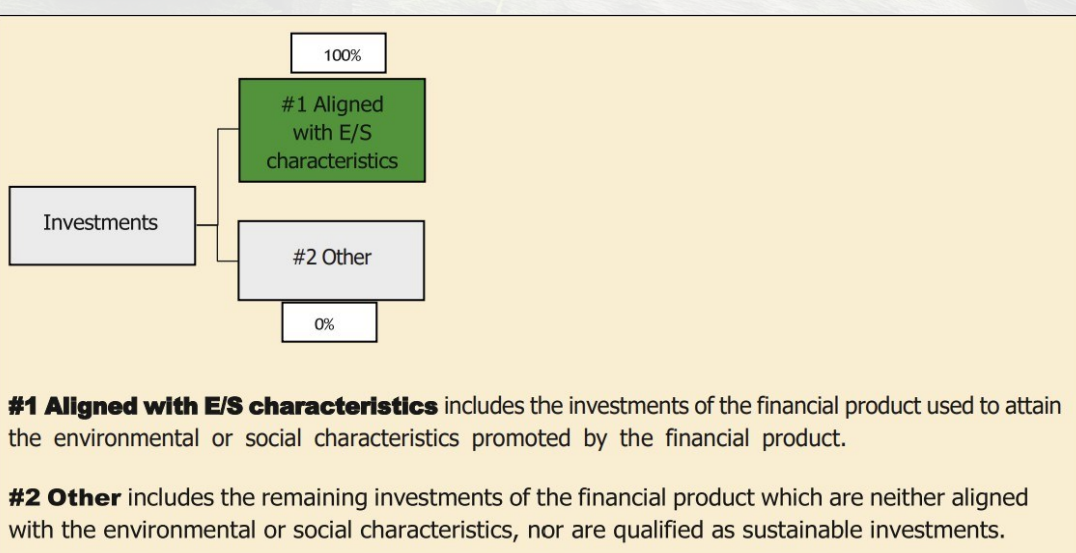 100%
#1 Aligned
with E/S
characteristics
Investments
#2 Other
0%
#1 Aligned with E/S characteristics includes the investments of the financial product used to attain
the environmental or social characteristics promoted by the financial product.
#2 Other includes the remaining investments of the financial product which are neither aligned
with the environmental or social characteristics, nor are qualified as sustainable investments.